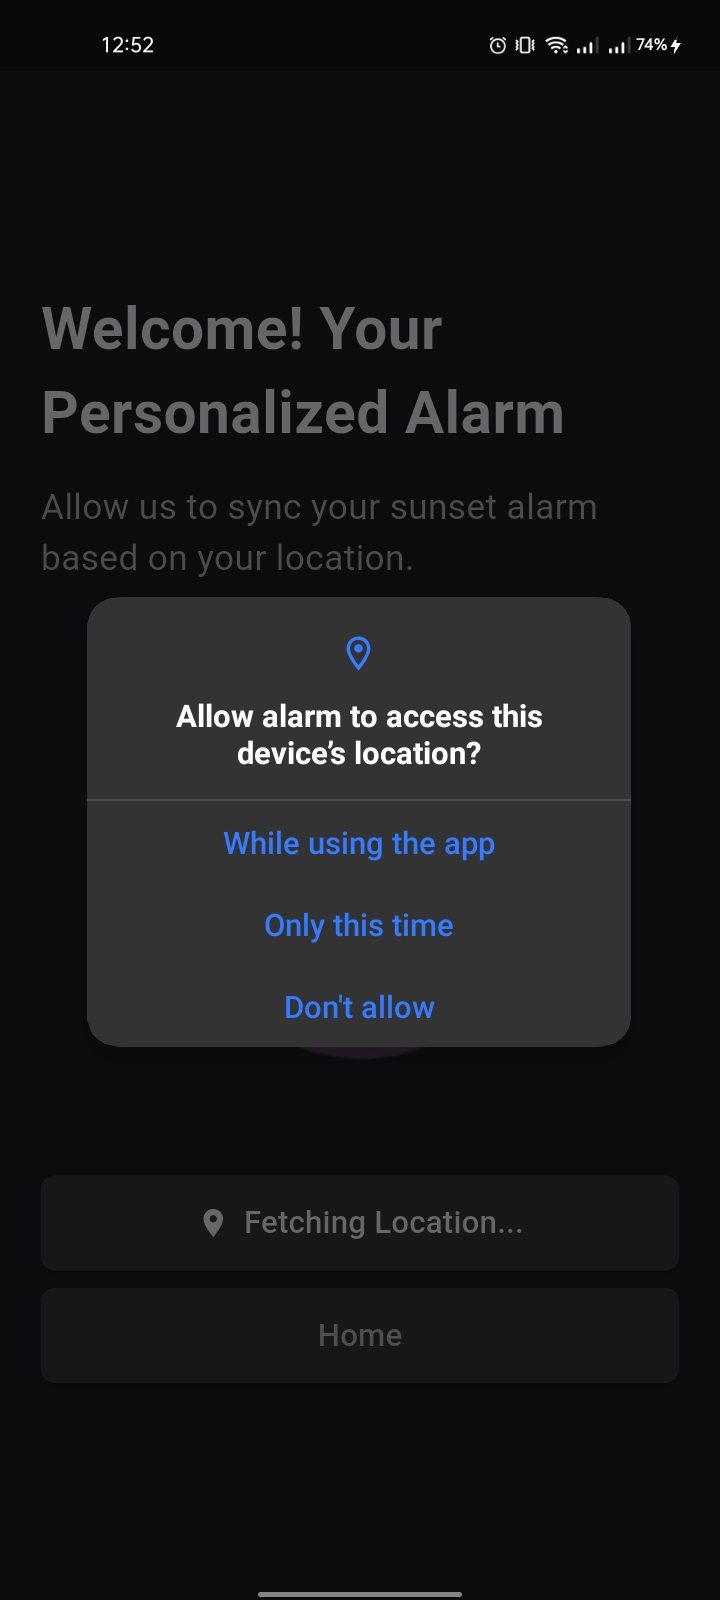 12:52
74%
Welcome! Your
Personalized Alarm
Allow us to sync your sunset alarm
based on your location.
Allow alarm to access this
device’s location?
While using the app
Only this time
Don't allow
Fetching Location...
Home